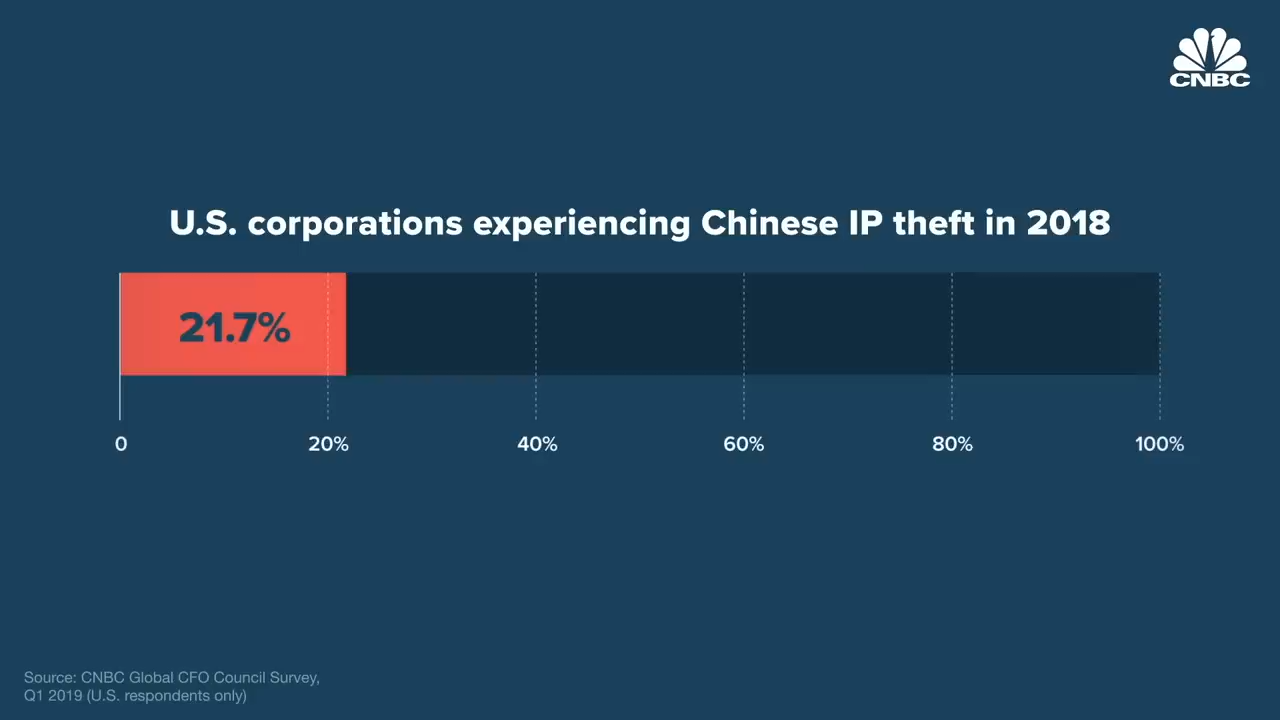 CNBC
U.S. corporations experiencing Chinese IP theft in 2018
21.7%
0 20% 40% 60% 80% 100%
Source: CNBC Global CFO Council Survey,
Q1 2019 (U.S. respondents only)